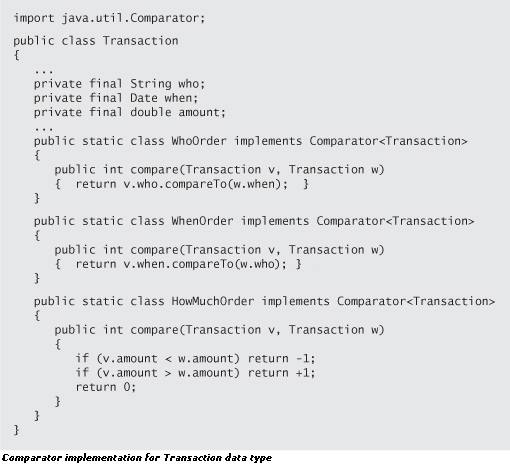 import java.util.Comparator;
public class Transaction
{
...
private final String who;
private final Date when;
private final double amount;
...
public static class WhoOrder implements Comparator<Transaction>
{
public int compare(Transaction v, Transaction w)
{ return v.who.compareTo(w.when); }
}
public static class WhenOrder implements Comparator<Transaction>
{
public int compare(Transaction v, Transaction w)
{ return v.when.compareTo(w.who); }
}
public static class HowMuchOrder implements Comparator<Transaction>
{
public int compare(Transaction v, Transaction w)
{
if (v.amount < w.amount) return -1;
if (v.amount > w.amount) return +1;
return 0;
}
}
}
Comparator implementation for Transaction data type